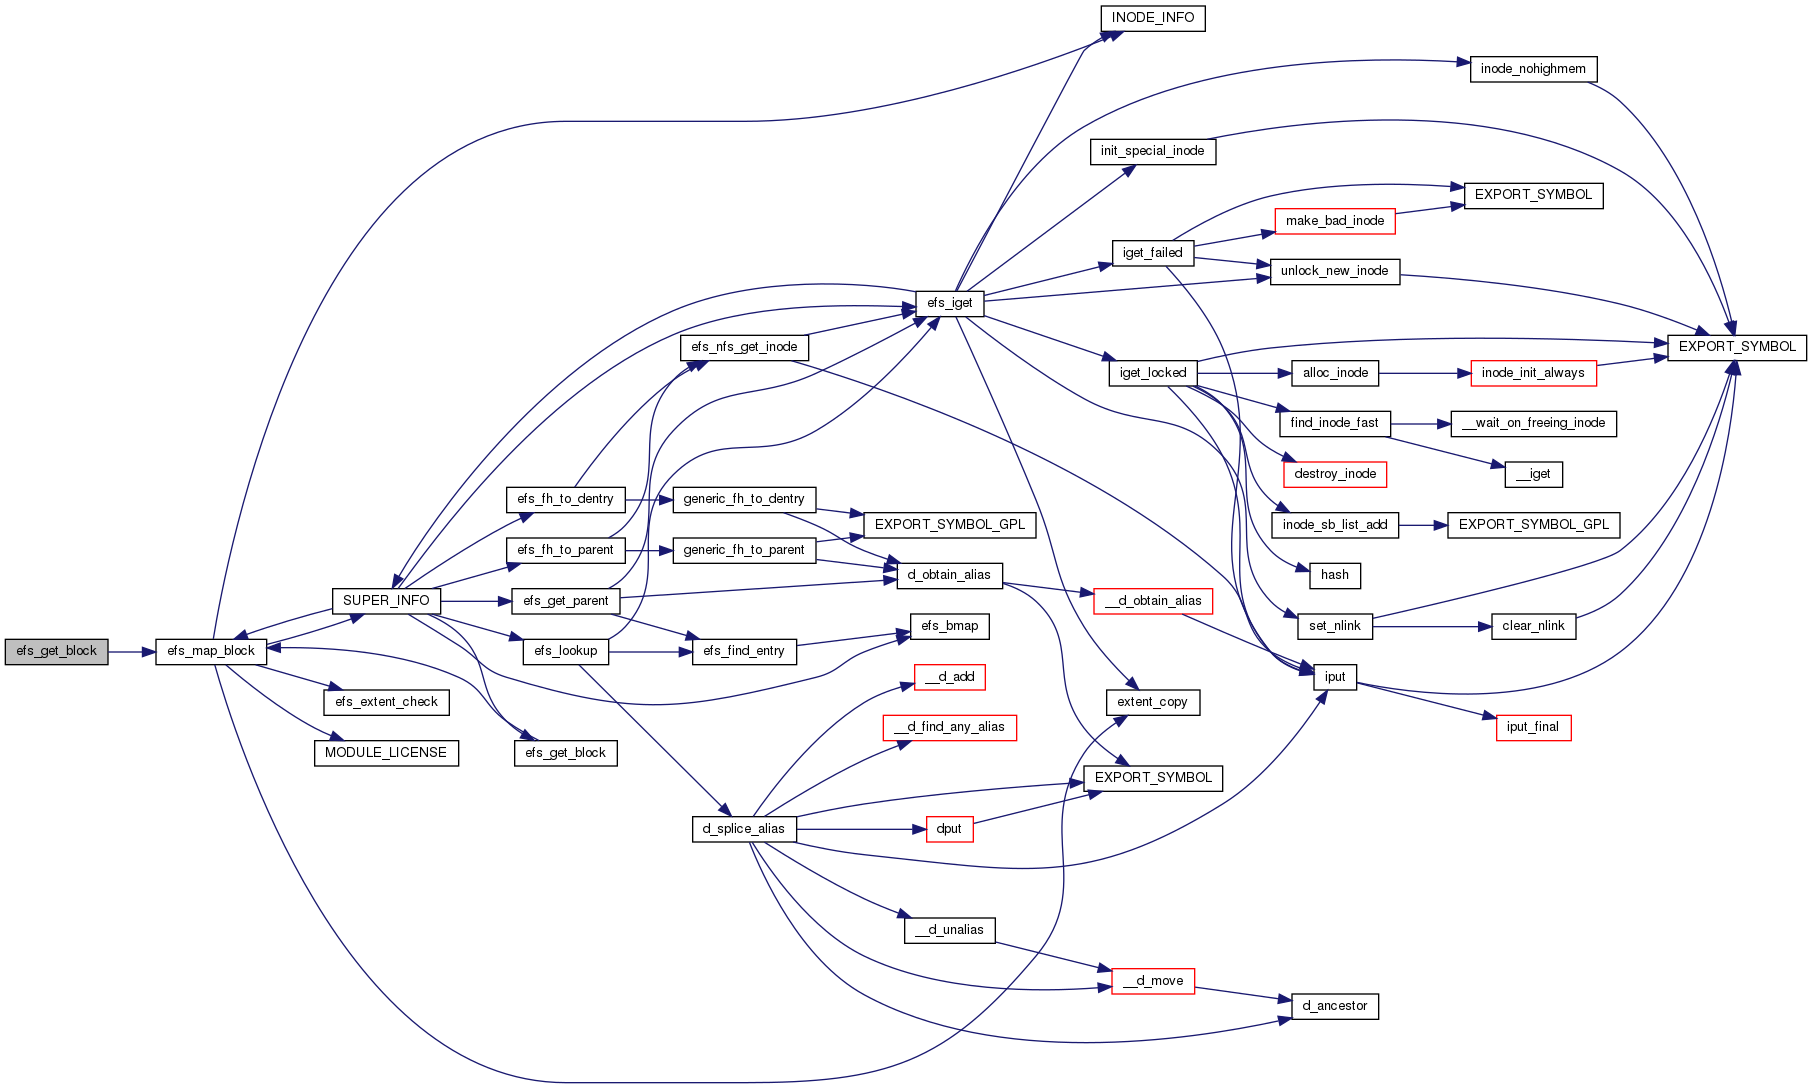 INODE_INFO
inode_nohighmem
init_special_inode
EXPORT_SYMBOL
make_bad_inode
iget_failed
unlock_new_inode
efs_iget
efs_nfs_get_inode
EXPORT_SYMBOL
iget_locked
alloc_inode
inode_init_always
find_inode_fast
__wait_on_freeing_inode
destroy_inode
__iget
efs_fh_to_dentry
generic_fh_to_dentry
EXPORT_SYMBOL_GPL
inode_sb_list_add
EXPORT_SYMBOL_GPL
efs_fh_to_parent
generic_fh_to_parent
d_obtain_alias
hash
SUPER_INFO
efs_get_parent
__d_obtain_alias
efs_bmap
set_nlink
clear_nlink
efs_get_block
efs_map_block
efs_lookup
efs_find_entry
__d_add
iput
efs_extent_check
extent_copy
__d_find_any_alias
iput_final
MODULE_LICENSE
efs_get_block
EXPORT_SYMBOL
d_splice_alias
dput
__d_unalias
__d_move
d_ancestor